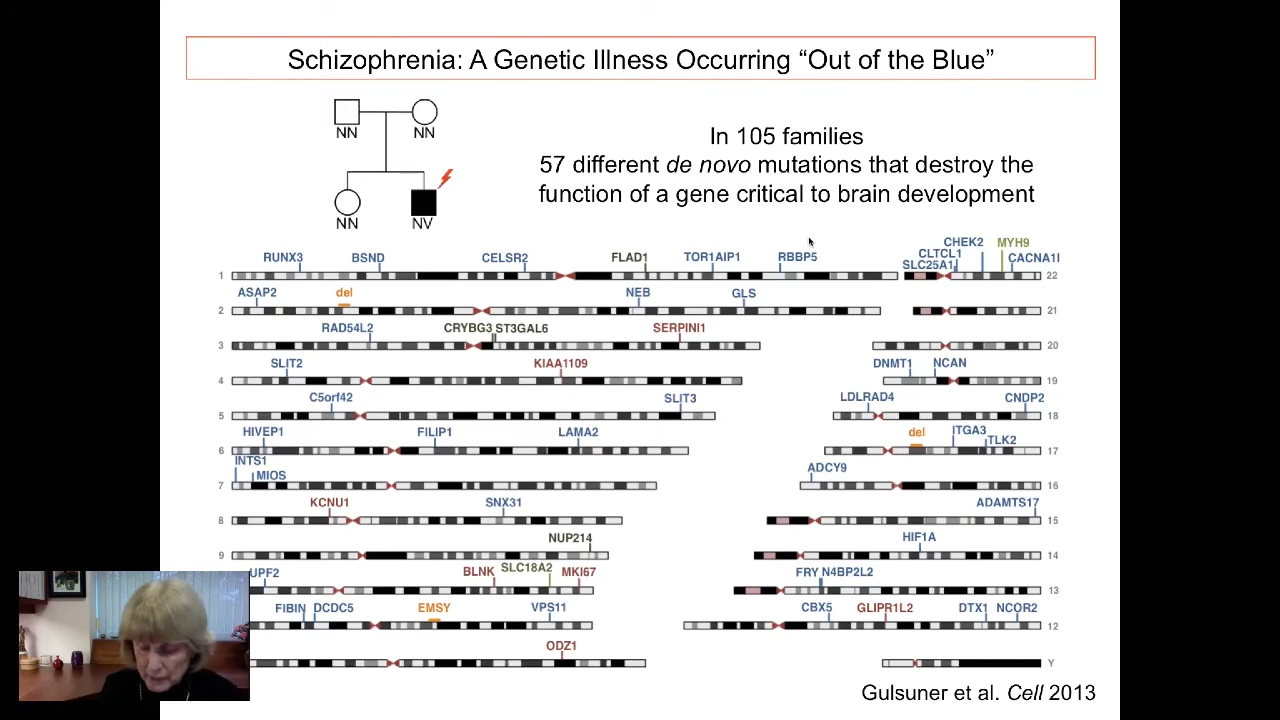 Schizophrenia: A Genetic Illness Occurring “Out of the Blue”
NN NN
NN NV
In 105 families
57 different de novo mutations that destroy the
function of a gene critical to brain development
CHEK2 MYH9
CLTCL1
RUNX3 BSND CELSR2 FLAD1 TOR1AIP1 RBBP5 SLC25A1 CACNA1I
1 22
ASAP2 del NEB GLS
2 21
RAD54L2 CRYBG3 ST3GAL6 SERPINI1
3 20
SLIT2 KIAA1109 DNMT1 NCAN
4 19
C5orf42 SLIT3 LDLRAD4 CNDP2
5 18
HIVEP1 FILIP1 LAMA2 del ITGA3 TLK2
6 17
INTS1 MIOS ADCY9
7 16
KCNU1 SNX31 ADAMTS17
8 15
NUP214 HIF1A
9 14
UPF2 BLNK SLC18A2 MKI67 FRY N4BP2L2
13
FIBIN DCDC5 EMSY VPS11 CBX5 GLIPR1L2 DTX1 NCOR2
12
ODZ1
Y
Gulsuner et al. Cell 2013